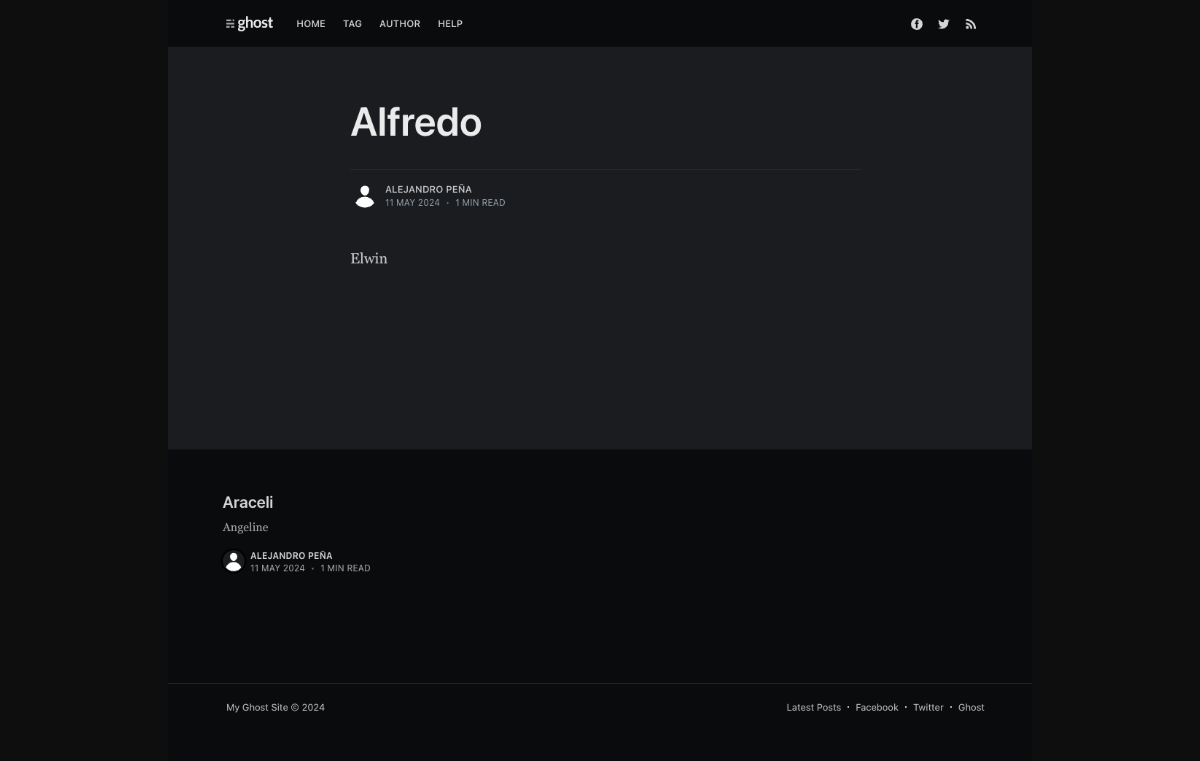 ghost HOME TAG AUTHOR HELP
Alfredo
ALEJANDRO PEÑA
11 MAY 2024 • 1 MIN READ
Elwin
Araceli
Angeline
ALEJANDRO PEÑA
11 MAY 2024 • 1 MIN READ
My Ghost Site © 2024 Latest Posts • Facebook • Twitter • Ghost